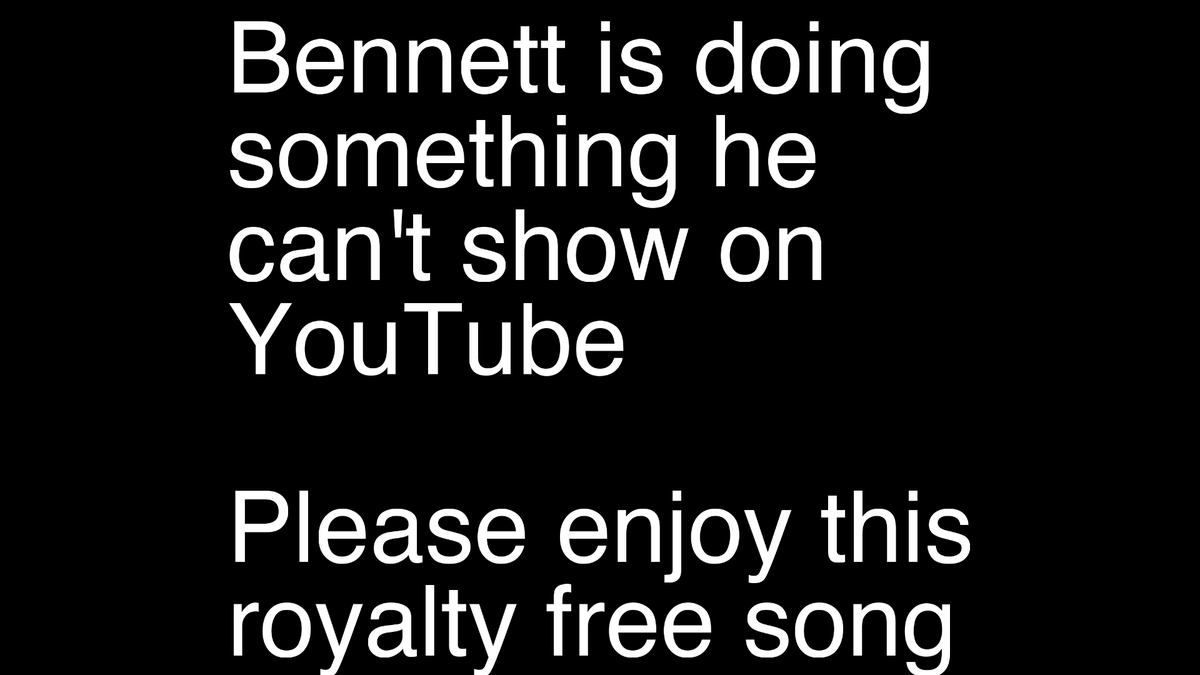 Bennett is doing
something he
can't show on
YouTube
Please enjoy this
royalty free song